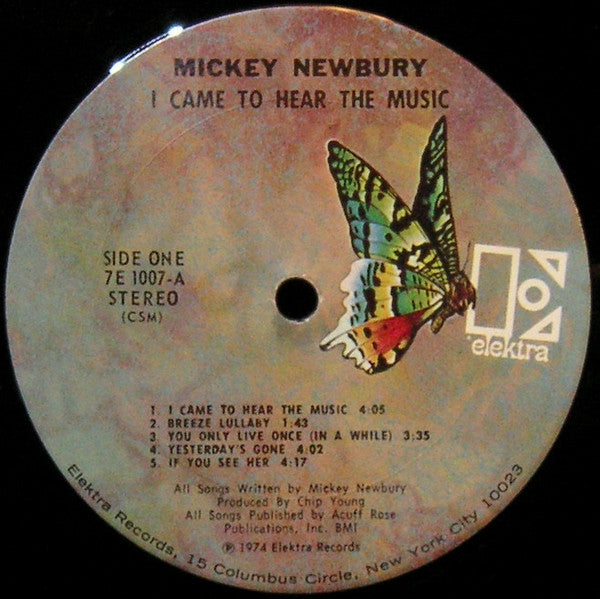 MICKEY NEWBURY
I CAME TO HEAR THE MUSIC
SIDE ONE
7E 1007-A
STEREO
(CSM)
elektra
1. I CAME TO HEAR THE MUSIC 4:05
2. BREEZE LULLABY 1:43
3. YOU ONLY LIVE ONCE (IN A WHILE) 3:35
4. YESTERDAY'S GONE 4:02
5. IF YOU SEE HER 4:17
All Songs Written by Mickey Newbury
Produced By Chip Young
All Songs Published by Acuff Rose
Publications, Inc. BMI
℗ 1974 Elektra Records
Elektra Records, 15 Columbus Circle, New York City 10023